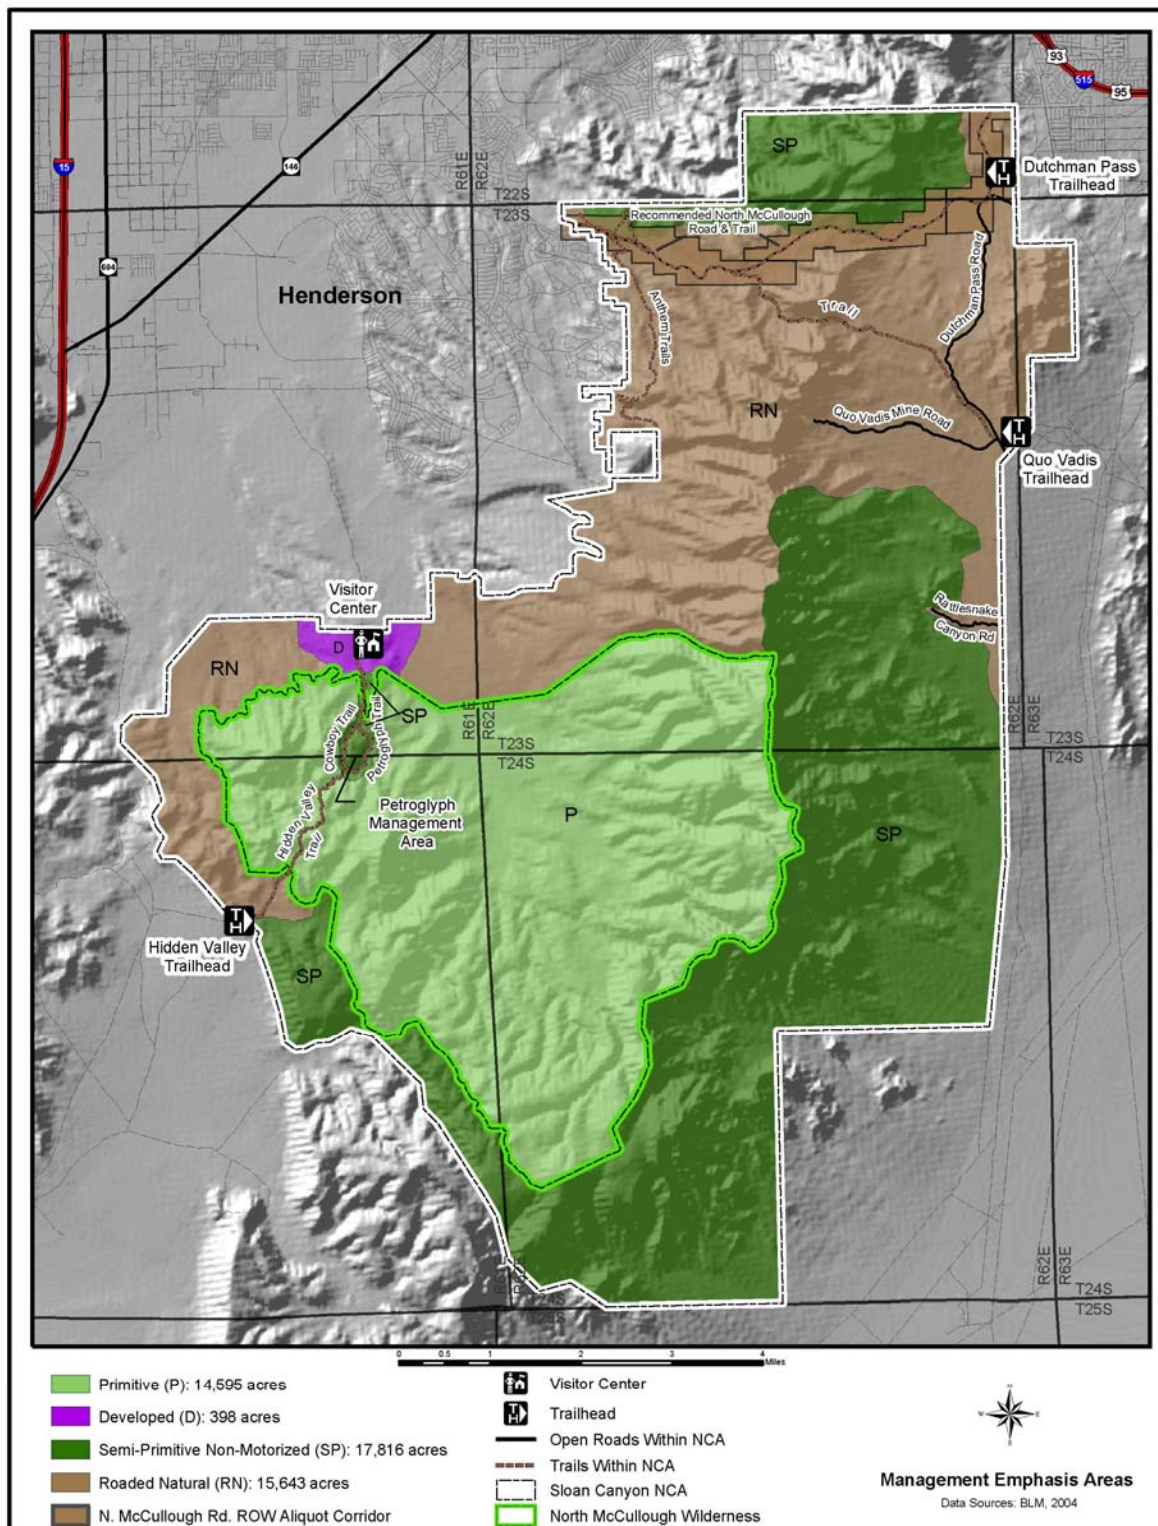 93
515
95
15
146
R61E
R62E
SP
T
H
Dutchman Pass
Trailhead
T22S
T23S
Recommended North McCullough
Road & Trail
604
Henderson
Anthem Trails
Trail
Dutchman Pass Road
RN
Quo Vadis Mine Road
T
H
Quo Vadis
Trailhead
Visitor
Center
Rattlesnake
Canyon Rd
D
RN
SP
R61E
R62E
R62E
R63E
Cowboy Trail
Petroglyph Trail
T23S
T24S
T23S
T24S
Hidden Valley
Trail
Petroglyph
Management
Area
P
SP
T
H
Hidden Valley
Trailhead
SP
R62E
R63E
T24S
T25S
0 0.5 1 2 3 4
Miles
Primitive (P): 14,595 acres
Developed (D): 398 acres
Semi-Primitive Non-Motorized (SP): 17,816 acres
Roaded Natural (RN): 15,643 acres
N. McCullough Rd. ROW Aliquot Corridor
Visitor Center
T
H
Trailhead
Open Roads Within NCA
Trails Within NCA
Sloan Canyon NCA
North McCullough Wilderness
N
W E
S
Management Emphasis Areas
Data Sources: BLM, 2004